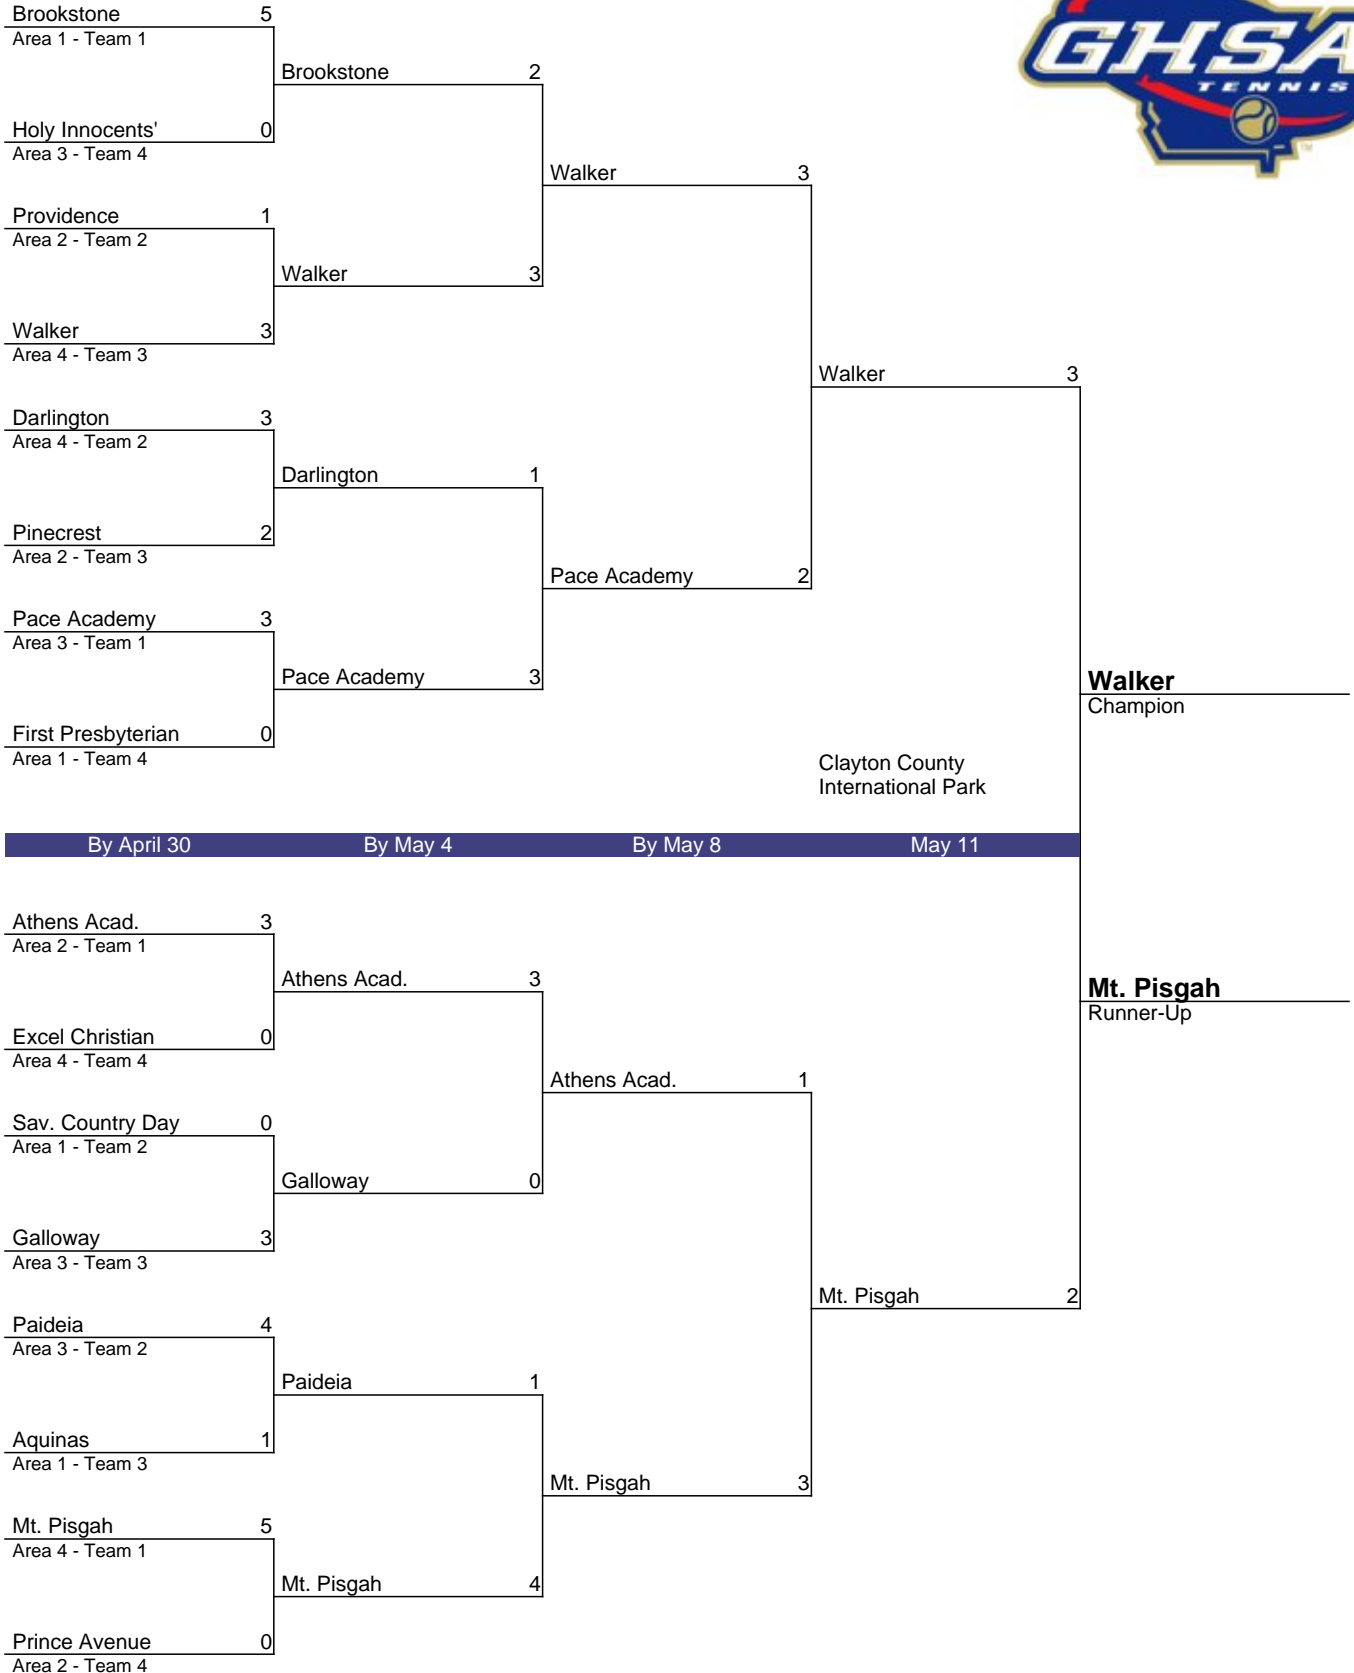 Brookstone 5
Area 1 - Team 1
Brookstone 2
Holy Innocents' 0
Area 3 - Team 4
Walker 3
Providence 1
Area 2 - Team 2
Walker 3
Walker 3
Area 4 - Team 3
Walker 3
Darlington 3
Area 4 - Team 2
Darlington 1
Pinecrest 2
Area 2 - Team 3
Pace Academy 2
Pace Academy 3
Area 3 - Team 1
Pace Academy 3
First Presbyterian 0
Area 1 - Team 4
GHSA
TENNIS
TM
Walker
Champion
Clayton County
International Park
By April 30 By May 4 By May 8 May 11
Athens Acad. 3
Area 2 - Team 1
Athens Acad. 3
Excel Christian 0
Area 4 - Team 4
Athens Acad. 1
Sav. Country Day 0
Area 1 - Team 2
Galloway 0
Galloway 3
Area 3 - Team 3
Mt. Pisgah 2
Paideia 4
Area 3 - Team 2
Paideia 1
Aquinas 1
Area 1 - Team 3
Mt. Pisgah 3
Mt. Pisgah 5
Area 4 - Team 1
Mt. Pisgah 4
Prince Avenue 0
Area 2 - Team 4
Mt. Pisgah
Runner-Up